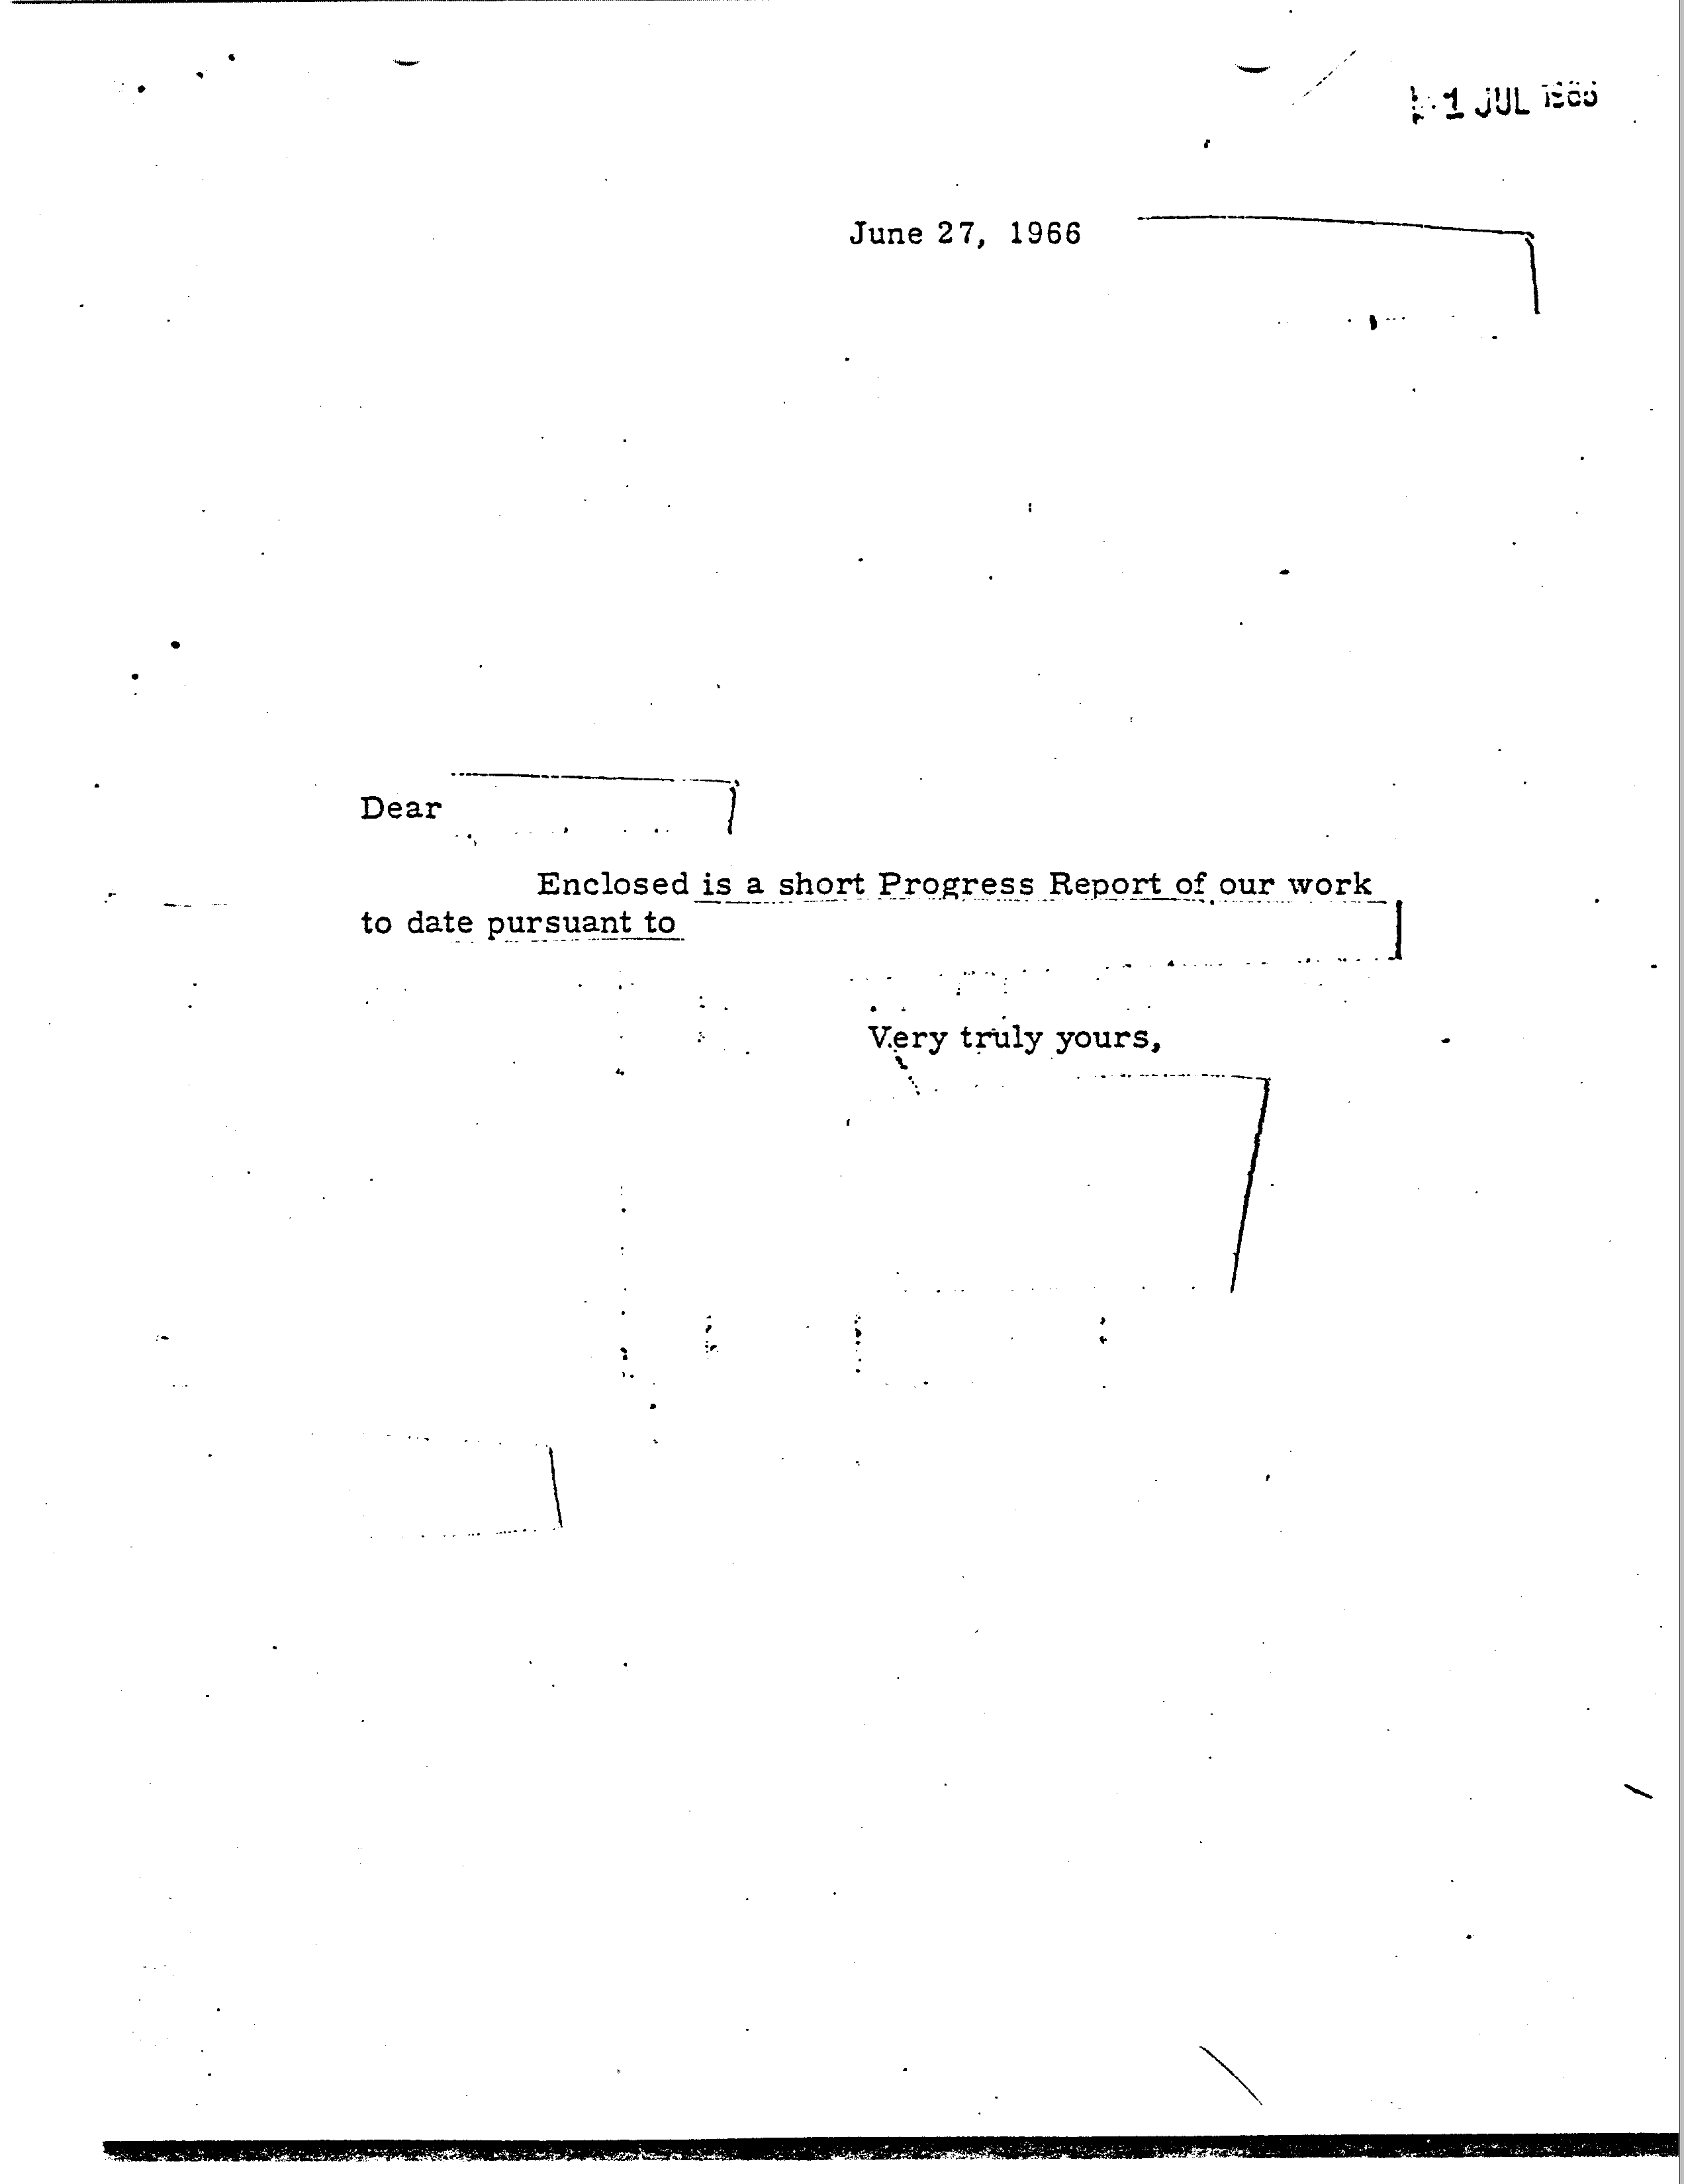 1 JUL 1966
June 27, 1966
Dear
Enclosed is a short Progress Report of our work
to date pursuant to
Very truly yours,